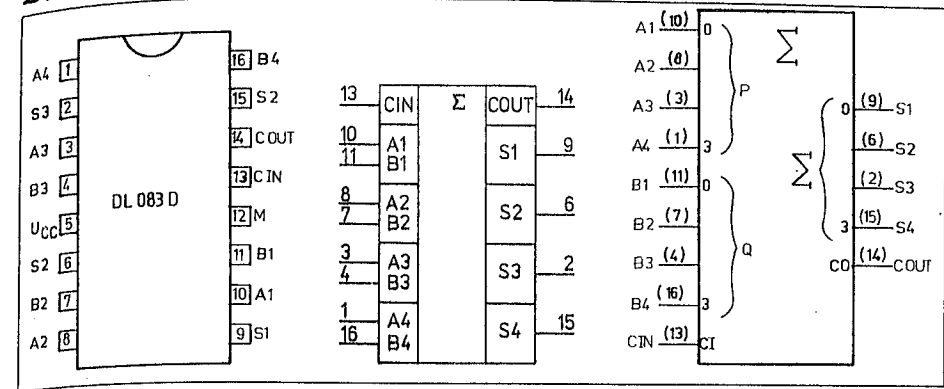 A4 1
S3 2
A3 3
B3 4
UCC 5
S2 6
B2 7
A2 8
DL 083 D
16 B4
15 S2
14 COUT
13 CIN
12 M
11 B1
10 A1
9 S1
13 CIN Σ COUT 14
10 A1
11 B1
S1 9
8 A2
7 B2
S2 6
3 A3
4 B3
S3 2
1 A4
16 B4
S4 15
Σ
A1 (10) 0
A2 (8)
A3 (3)
A4 (1) 3
P
B1 (11) 0
B2 (7)
B3 (4)
B4 (16) 3
Q
CIN (13) CI
Σ
0 (9) S1
(6) S2
(2) S3
3 (15) S4
CO (14) COUT